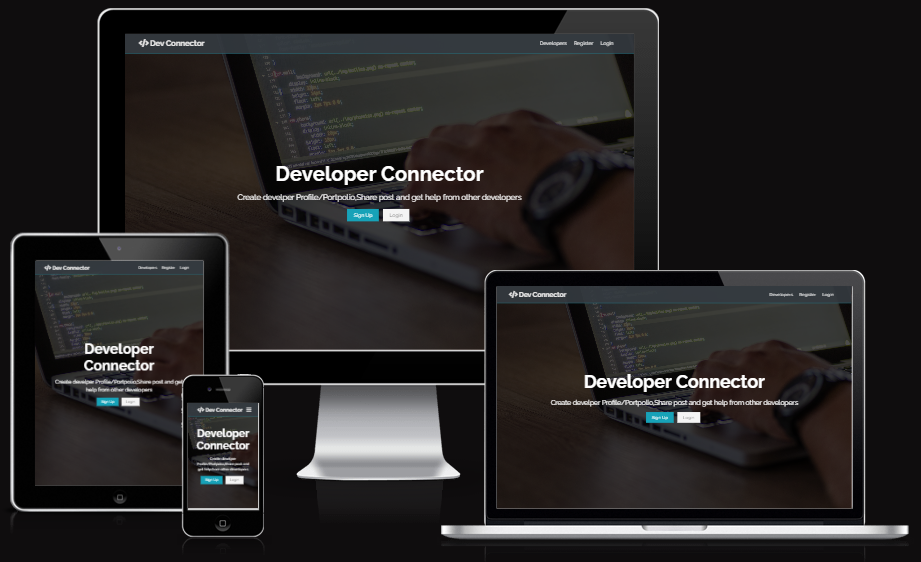 </> Dev Connector
Developers Register Login
Developer Connector
Create develper Profile/Portpolio,Share post and get help from other developers
Sign Up Login
</> Dev Connector
Developers Register Login
Developer
Connector
Create develper Profile/Portpolio,Share post and get
help from other developers
Sign Up Login
</> Dev Connector
Developer
Connector
Create develper
Profile/Portpolio,Share post and
get help from other developers
Sign Up Login
</> Dev Connector
Developers Register Login
Developer Connector
Create develper Profile/Portpolio,Share post and get help from other developers
Sign Up Login